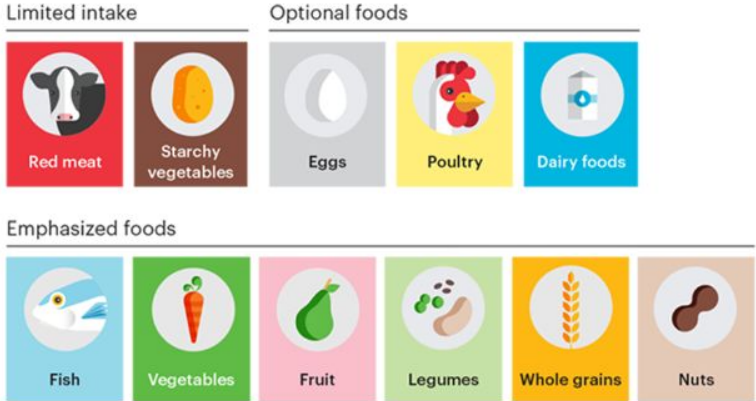 Limited intake
Optional foods
Red meat
Starchy
vegetables
Eggs
Poultry
Dairy foods
Emphasized foods
Fish
Vegetables
Fruit
Legumes
Whole grains
Nuts